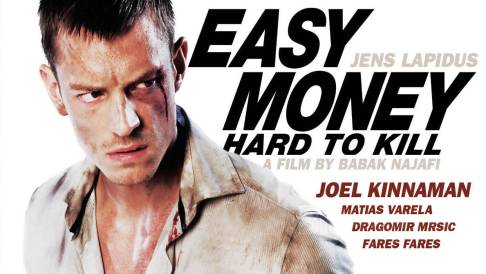 EASY
JENS LAPIDUS
MONEY
HARD TO KILL
A FILM BY BABAK NAJAFI
JOEL KINNAMAN
MATIAS VARELA
DRAGOMIR MRSIC
FARES FARES